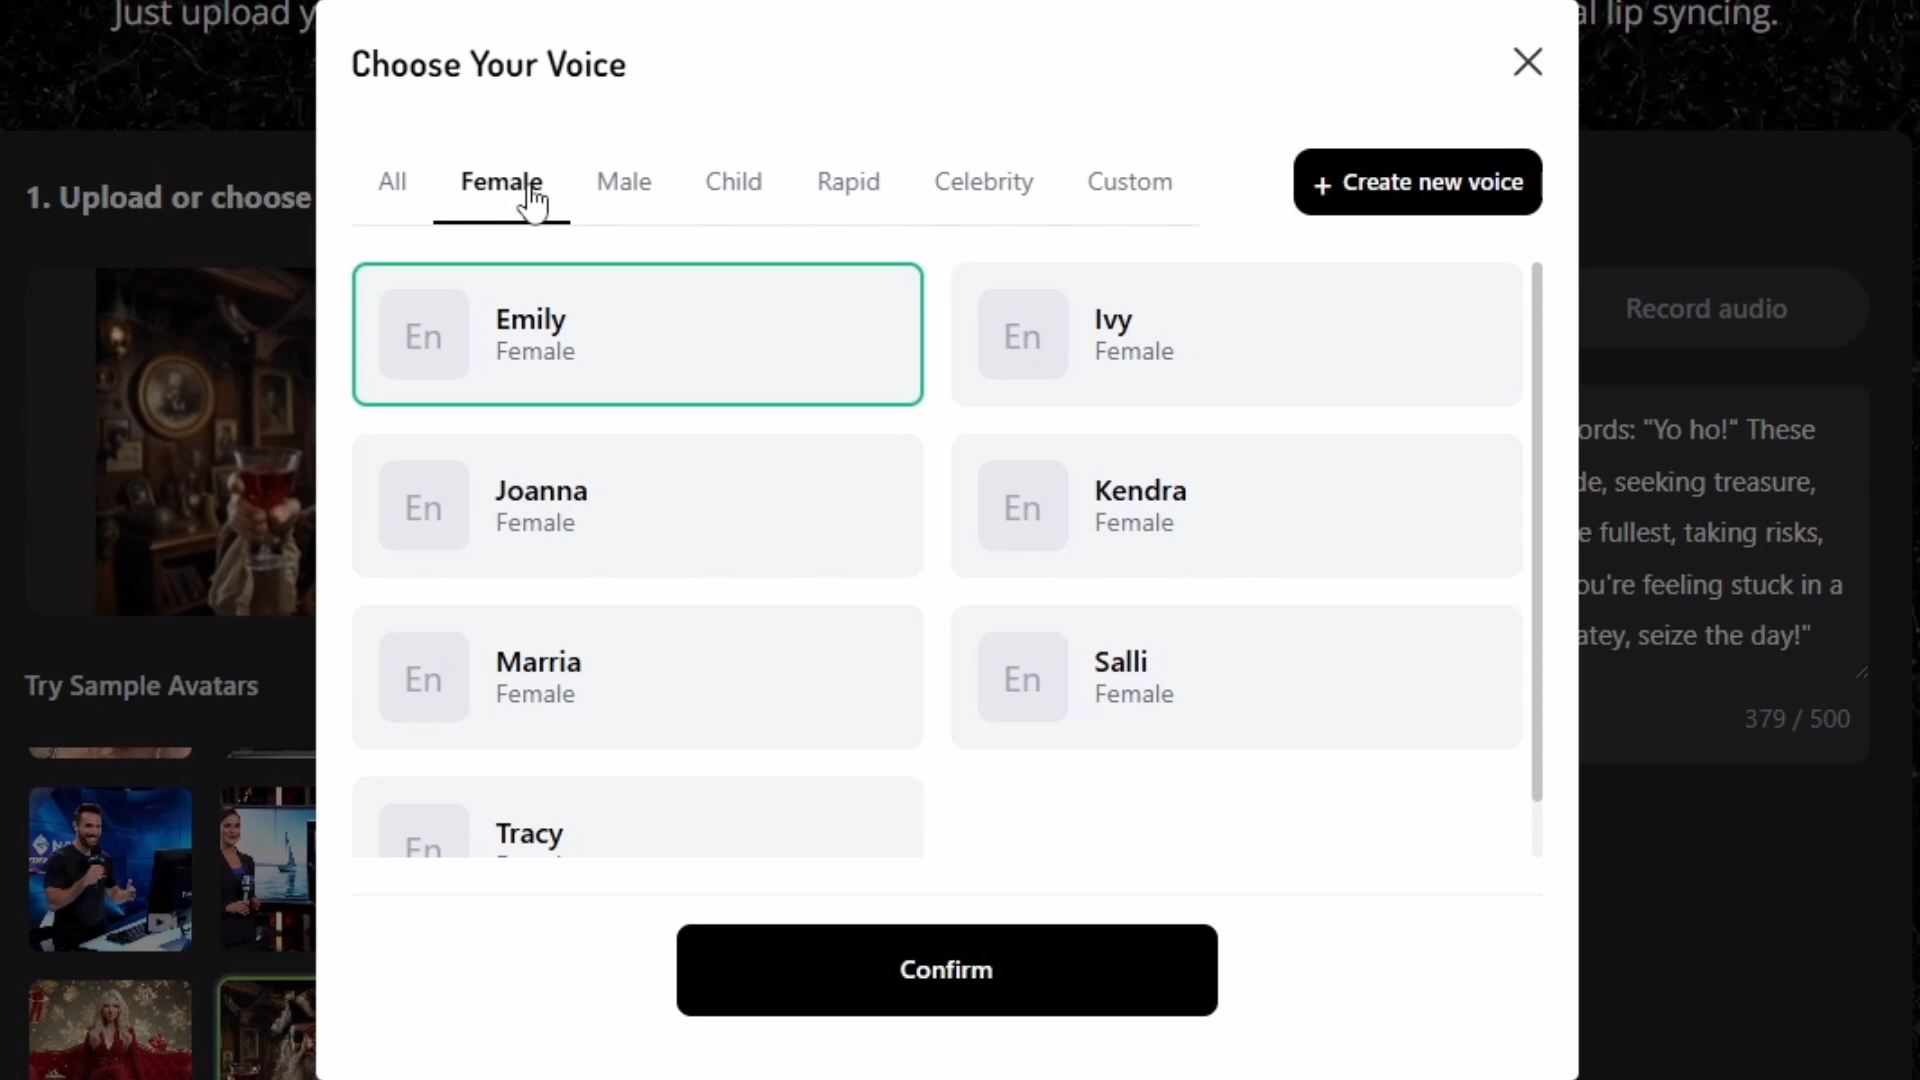 Just upload y
al lip syncing.
Choose Your Voice
All Female Male Child Rapid Celebrity Custom
+ Create new voice
1. Upload or choose
Record audio
En Emily
Female
En Ivy
Female
En Joanna
Female
En Kendra
Female
En Marria
Female
En Salli
Female
En Tracy
ords: "Yo ho!" These
de, seeking treasure,
e fullest, taking risks,
ou're feeling stuck in a
atey, seize the day!"
379 / 500
Try Sample Avatars
Confirm